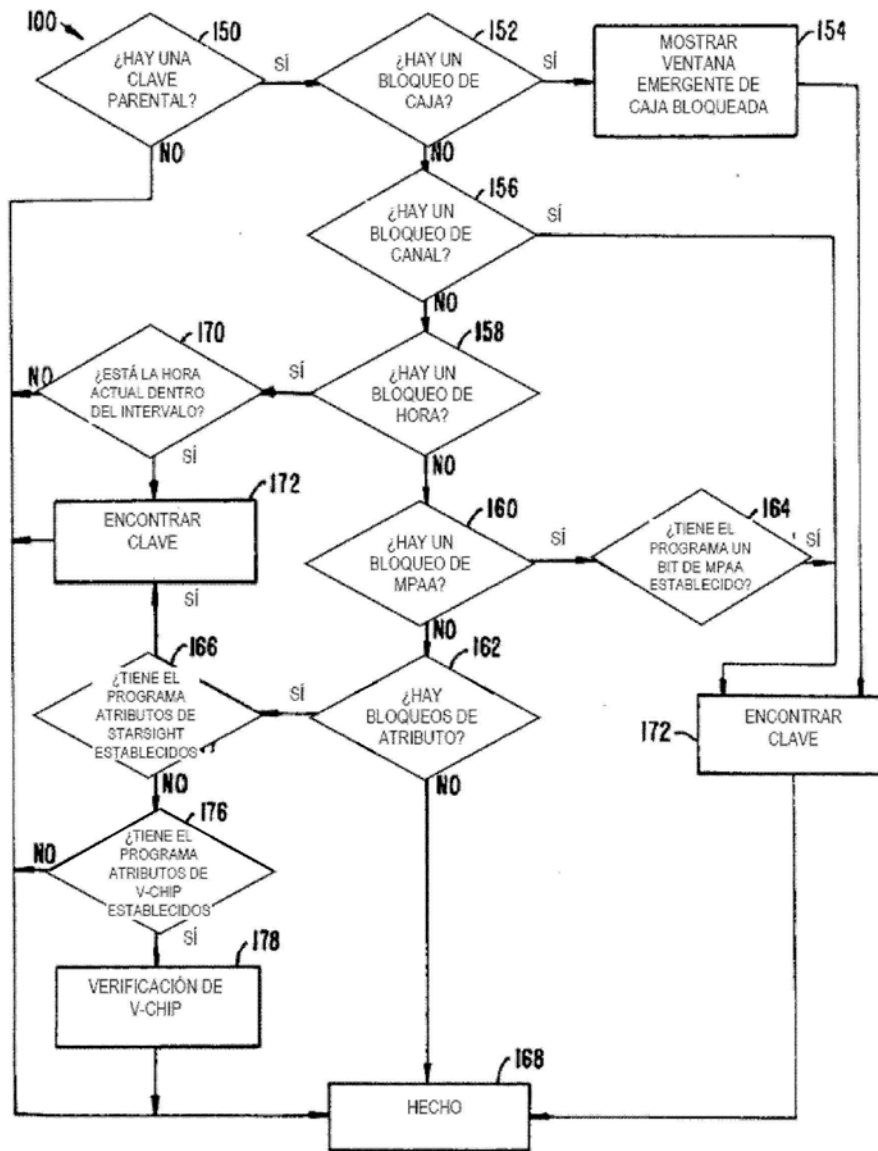 100
150
¿HAY UNA
CLAVE
PARENTAL?
SÍ
NO
152
¿HAY UN
BLOQUEO DE
CAJA?
SÍ
NO
154
MOSTRAR
VENTANA
EMERGENTE DE
CAJA BLOQUEADA
156
¿HAY UN
BLOQUEO DE
CANAL?
SÍ
NO
170
¿ESTÁ LA HORA
ACTUAL DENTRO
DEL INTERVALO?
NO
SÍ
158
¿HAY UN
BLOQUEO DE
HORA?
SÍ
NO
172
ENCONTRAR
CLAVE
160
¿HAY UN
BLOQUEO DE
MPAA?
SÍ
NO
164
¿TIENE EL
PROGRAMA UN
BIT DE MPAA
ESTABLECIDO?
SÍ
166
¿TIENE EL
PROGRAMA
ATRIBUTOS DE
STARSIGHT
ESTABLECIDOS
SÍ
NO
162
¿HAY
BLOQUEOS DE
ATRIBUTO?
SÍ
NO
172
ENCONTRAR
CLAVE
176
¿TIENE EL
PROGRAMA
ATRIBUTOS DE
V-CHIP
ESTABLECIDOS
NO
SÍ
178
VERIFICACIÓN DE
V-CHIP
168
HECHO